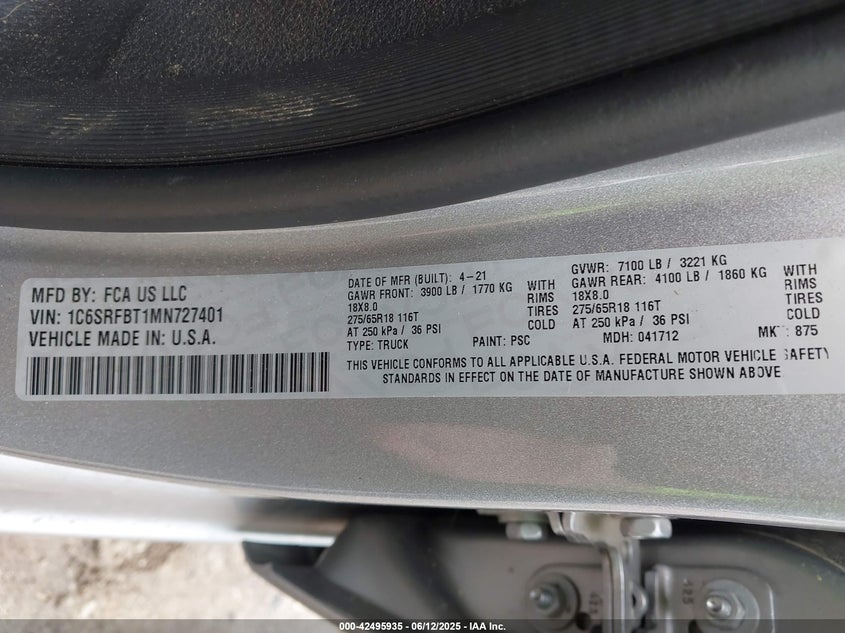 MFD BY: FCA US LLC
VIN: 1C6SRFBT1MN727401
VEHICLE MADE IN: U.S.A.
DATE OF MFR (BUILT): 4-21
GAWR FRONT: 3900 LB / 1770 KG WITH
18X8.0 RIMS
275/65R18 116T TIRES
AT 250 kPa / 36 PSI COLD
TYPE: TRUCK
GVWR: 7100 LB / 3221 KG
GAWR REAR: 4100 LB / 1860 KG WITH
18X8.0 RIMS
275/65R18 116T TIRES
AT 250 kPa / 36 PSI COLD
PAINT: PSC MDH: 041712 MK: 875
THIS VEHICLE CONFORMS TO ALL APPLICABLE U.S.A. FEDERAL MOTOR VEHICLE SAFETY
STANDARDS IN EFFECT ON THE DATE OF MANUFACTURE SHOWN ABOVE
425
000-42495935 - 06/12/2025 - IAA Inc.